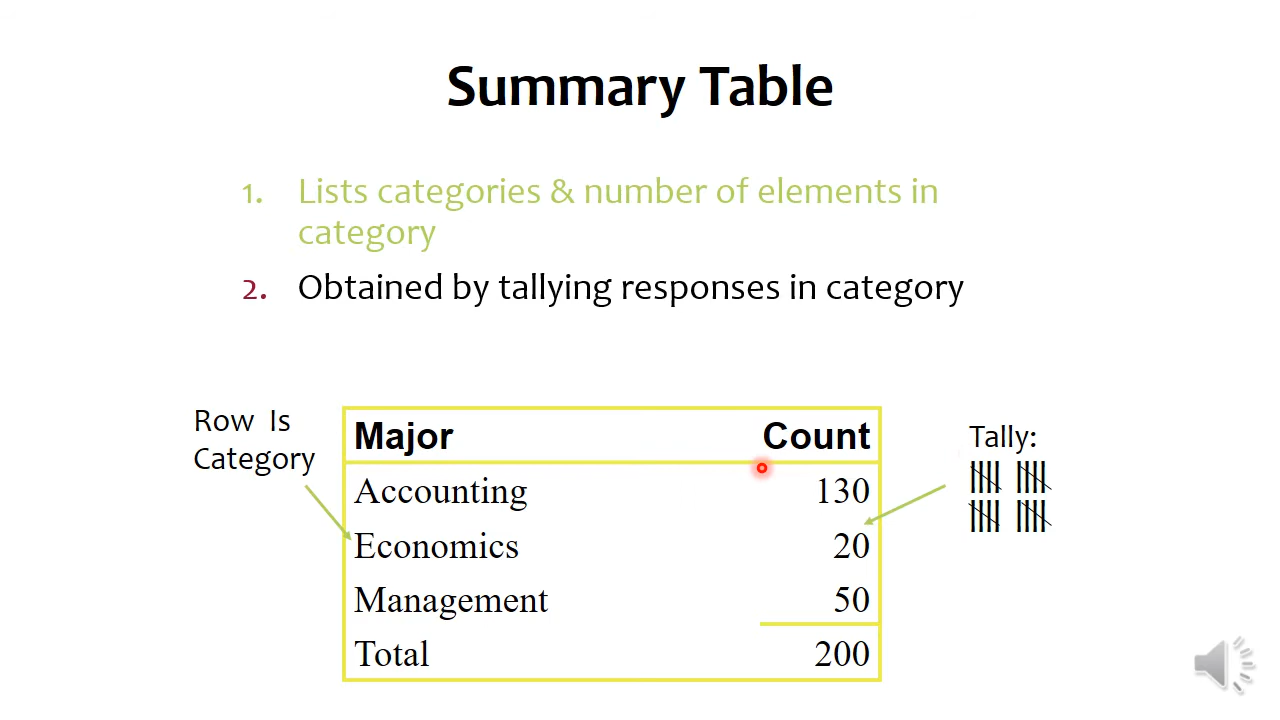 Summary Table
1. Lists categories & number of elements in
category
2. Obtained by tallying responses in category
Row Is
Category
Major Count
Accounting 130
Economics 20
Management 50
Total 200
Tally: